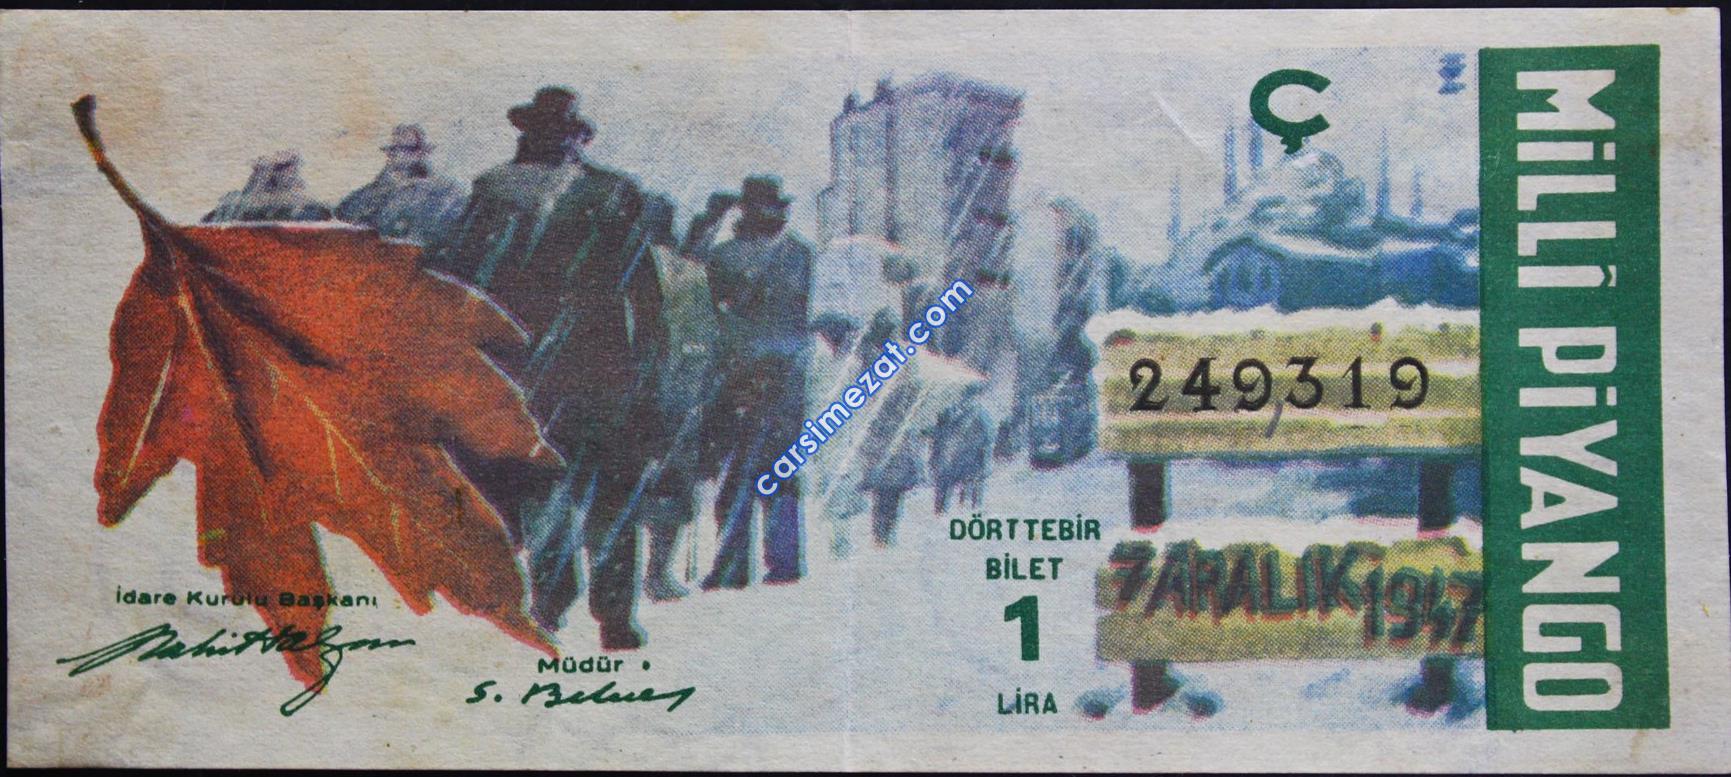 Ç
MİLLİ PİYANGO
249319
DÖRTTEBİR
BİLET
1
LİRA
7 ARALIK 1947
İdare Kurulu Başkanı
Müdür
carsimezat.com